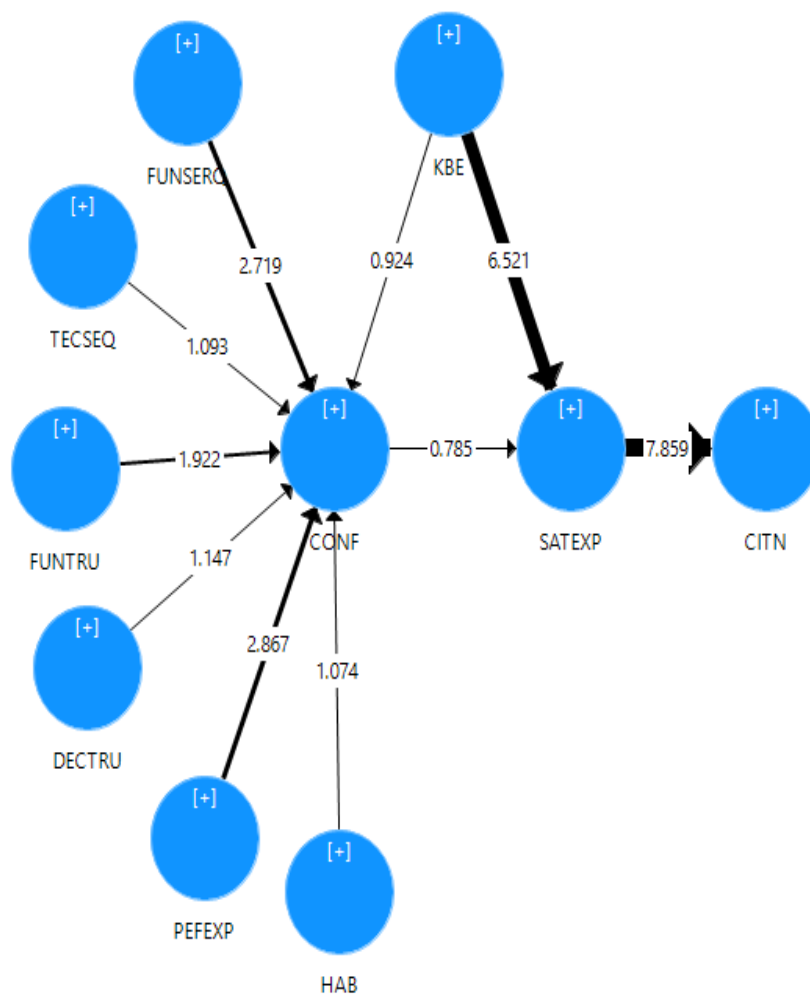 [+]
FUNSERQ
[+]
KBE
[+]
TECSEQ
2.719
0.924
6.521
1.093
[+]
FUNTRU
1.922
[+]
CONF
0.785
[+]
SATEXP
7.859
[+]
CITN
1.147
[+]
DECTRU
2.867
1.074
[+]
PEFEXP
[+]
HAB